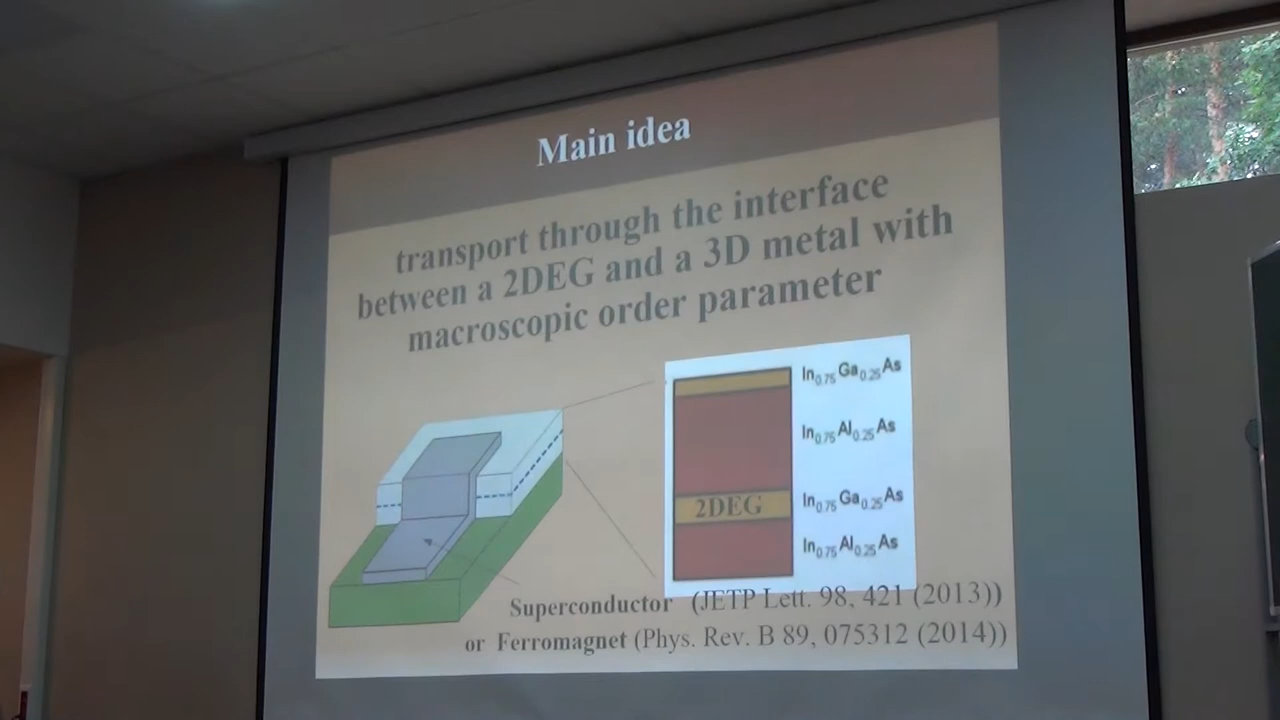 Main idea
transport through the interface
between a 2DEG and a 3D metal with
macroscopic order parameter
In0.75Ga0.25As
In0.75Al0.25As
2DEG
In0.75Ga0.25As
In0.75Al0.25As
Superconductor (JETP Lett. 98, 421 (2013))
or Ferromagnet (Phys. Rev. B 89, 075312 (2014))